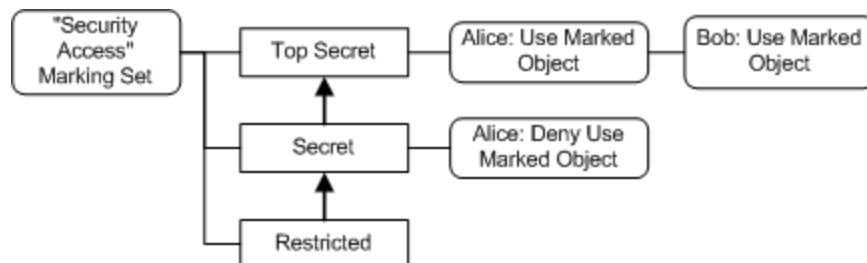 "Security
Access"
Marking Set
Top Secret
Alice: Use Marked
Object
Bob: Use Marked
Object
Secret
Alice: Deny Use
Marked Object
Restricted